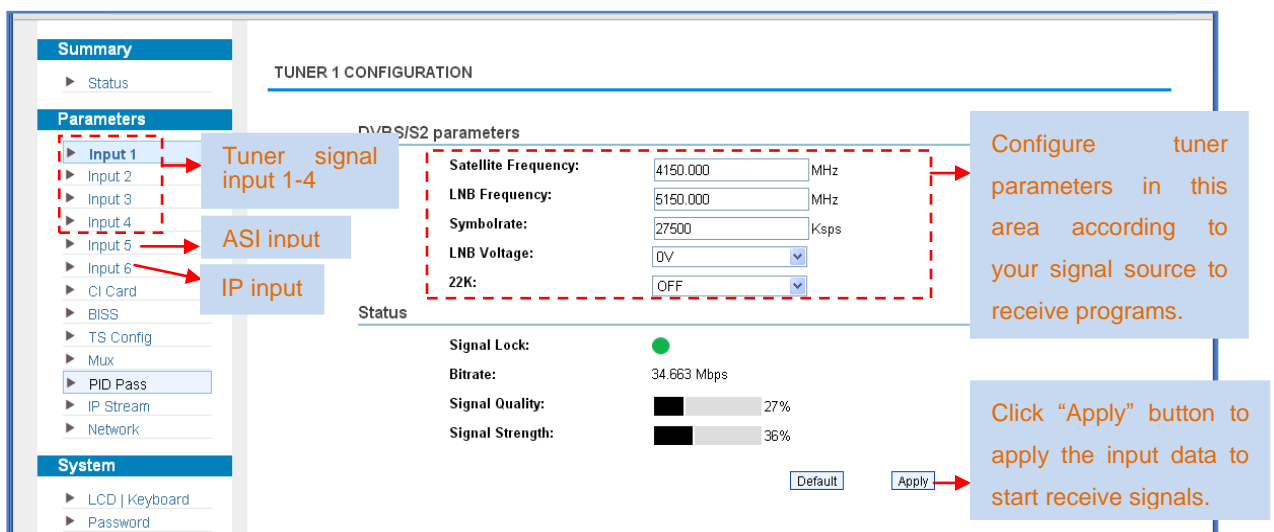 Summary
Status
Parameters
Input 1
Input 2
Input 3
Input 4
Input 5
Input 6
CI Card
BISS
TS Config
Mux
PID Pass
IP Stream
Network
System
LCD | Keyboard
Password
Tuner signal
input 1-4
ASI input
IP input
TUNER 1 CONFIGURATION
DVBS/S2 parameters
Satellite Frequency: 4150.000 MHz
LNB Frequency: 5150.000 MHz
Symbolrate: 27500 Ksps
LNB Voltage: 0V
22K: OFF
Status
Signal Lock:
Bitrate: 34.663 Mbps
Signal Quality: 27%
Signal Strength: 36%
Default Apply
Configure tuner
parameters in this
area according to
your signal source to
receive programs.
Click “Apply” button to
apply the input data to
start receive signals.